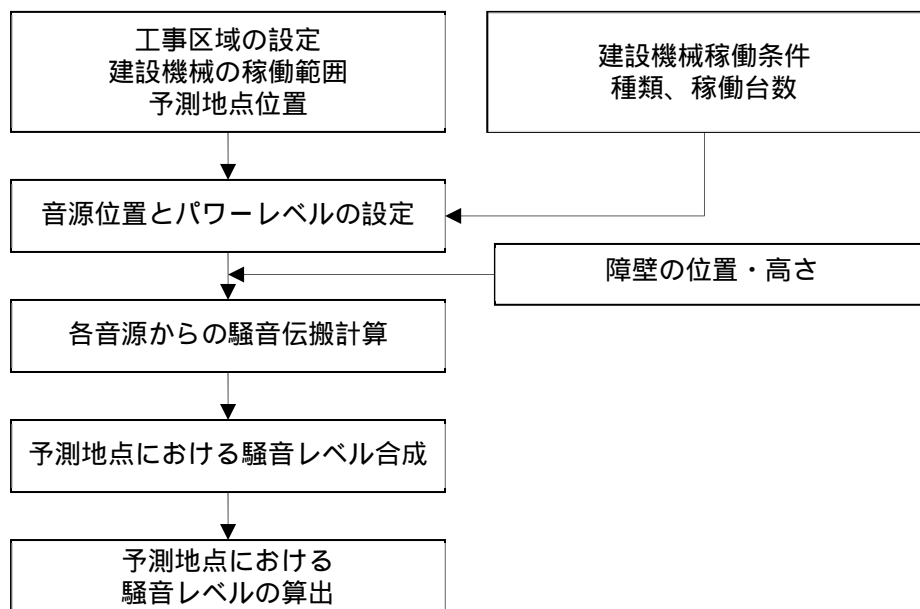 工事区域の設定
建設機械の稼働範囲
予測地点位置
建設機械稼働条件
種類、稼働台数
音源位置とパワーレベルの設定
障壁の位置・高さ
各音源からの騒音伝搬計算
予測地点における騒音レベル合成
予測地点における
騒音レベルの算出